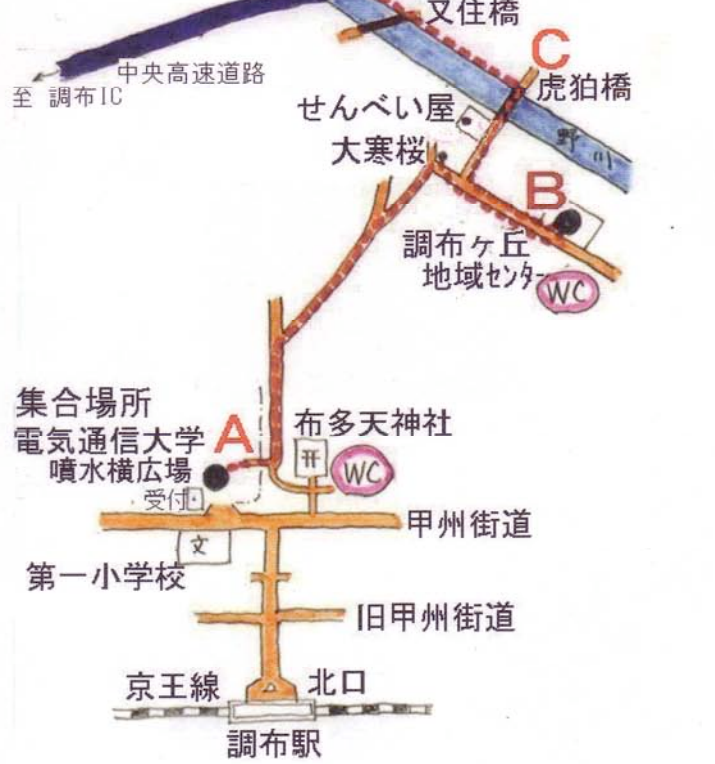 又住橋
C
中央高速道路
虎狛橋
至 調布IC
せんべい屋
大寒桜
野川
B
調布ヶ丘
地域センター
WC
集合場所
電気通信大学
A
布多天神社
噴水横広場
WC
受付
甲州街道
文
第一小学校
旧甲州街道
京王線
北口
調布駅